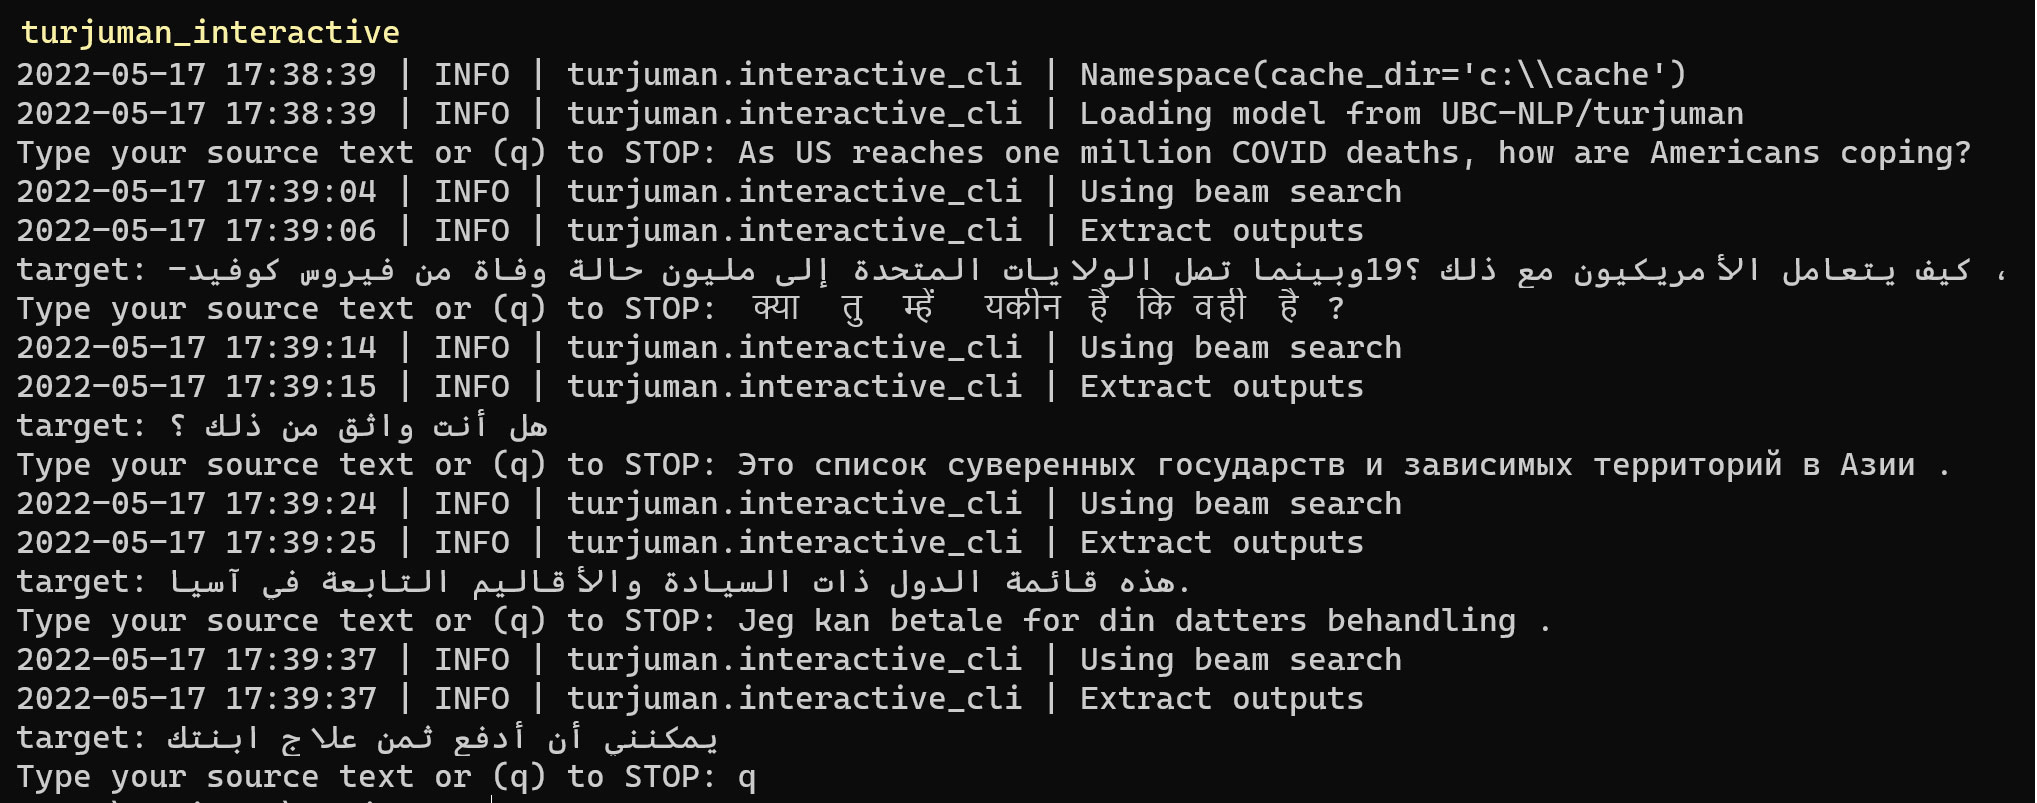 turjuman_interactive
2022-05-17 17:38:39 | INFO | turjuman.interactive_cli | Namespace(cache_dir='c:\\cache')
2022-05-17 17:38:39 | INFO | turjuman.interactive_cli | Loading model from UBC-NLP/turjuman
Type your source text or (q) to STOP: As US reaches one million COVID deaths, how are Americans coping?
2022-05-17 17:39:04 | INFO | turjuman.interactive_cli | Using beam search
2022-05-17 17:39:06 | INFO | turjuman.interactive_cli | Extract outputs
target: وبينما تصل الولايات المتحدة إلى مليون حالة وفاة من فيروس كوفيد-19 ، كيف يتعامل الأمريكيون مع ذلك ؟
Type your source text or (q) to STOP: क्या तुम्हें यकीन है कि वही है ?
2022-05-17 17:39:14 | INFO | turjuman.interactive_cli | Using beam search
2022-05-17 17:39:15 | INFO | turjuman.interactive_cli | Extract outputs
target: هل أنت واثق من ذلك ؟
Type your source text or (q) to STOP: Это список суверенных государств и зависимых территорий в Азии .
2022-05-17 17:39:24 | INFO | turjuman.interactive_cli | Using beam search
2022-05-17 17:39:25 | INFO | turjuman.interactive_cli | Extract outputs
target: هذه قائمة الدول ذات السيادة والأقاليم التابعة في آسيا.
Type your source text or (q) to STOP: Jeg kan betale for din datters behandling .
2022-05-17 17:39:37 | INFO | turjuman.interactive_cli | Using beam search
2022-05-17 17:39:37 | INFO | turjuman.interactive_cli | Extract outputs
target: يمكنني أن أدفع ثمن علاج ابنتك
Type your source text or (q) to STOP: q